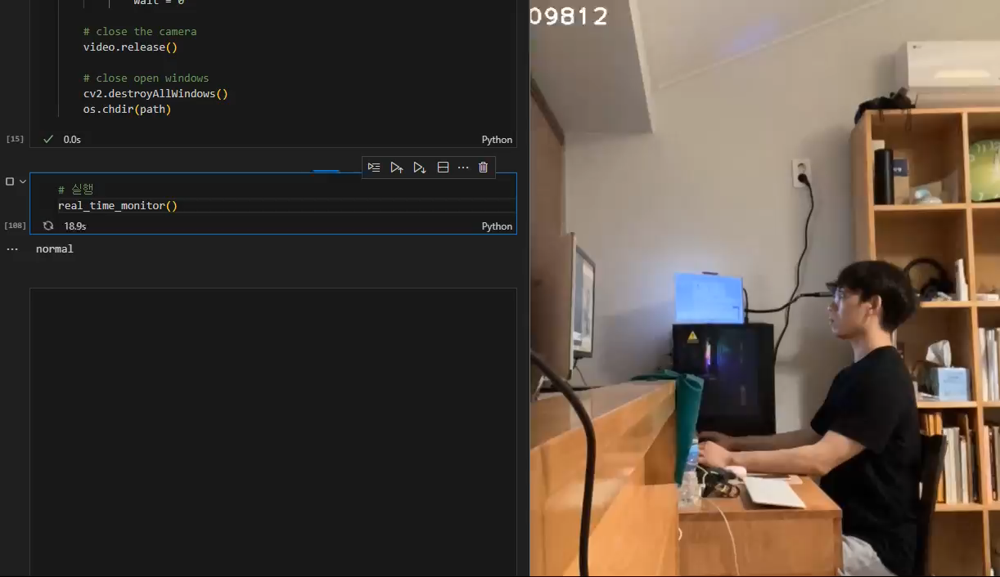 wait = 0
# close the camera
video.release()
# close open windows
cv2.destroyAllWindows()
os.chdir(path)
[15]
0.0s
Python
# 실행
real_time_monitor()
[108]
18.9s
Python
... normal
09812